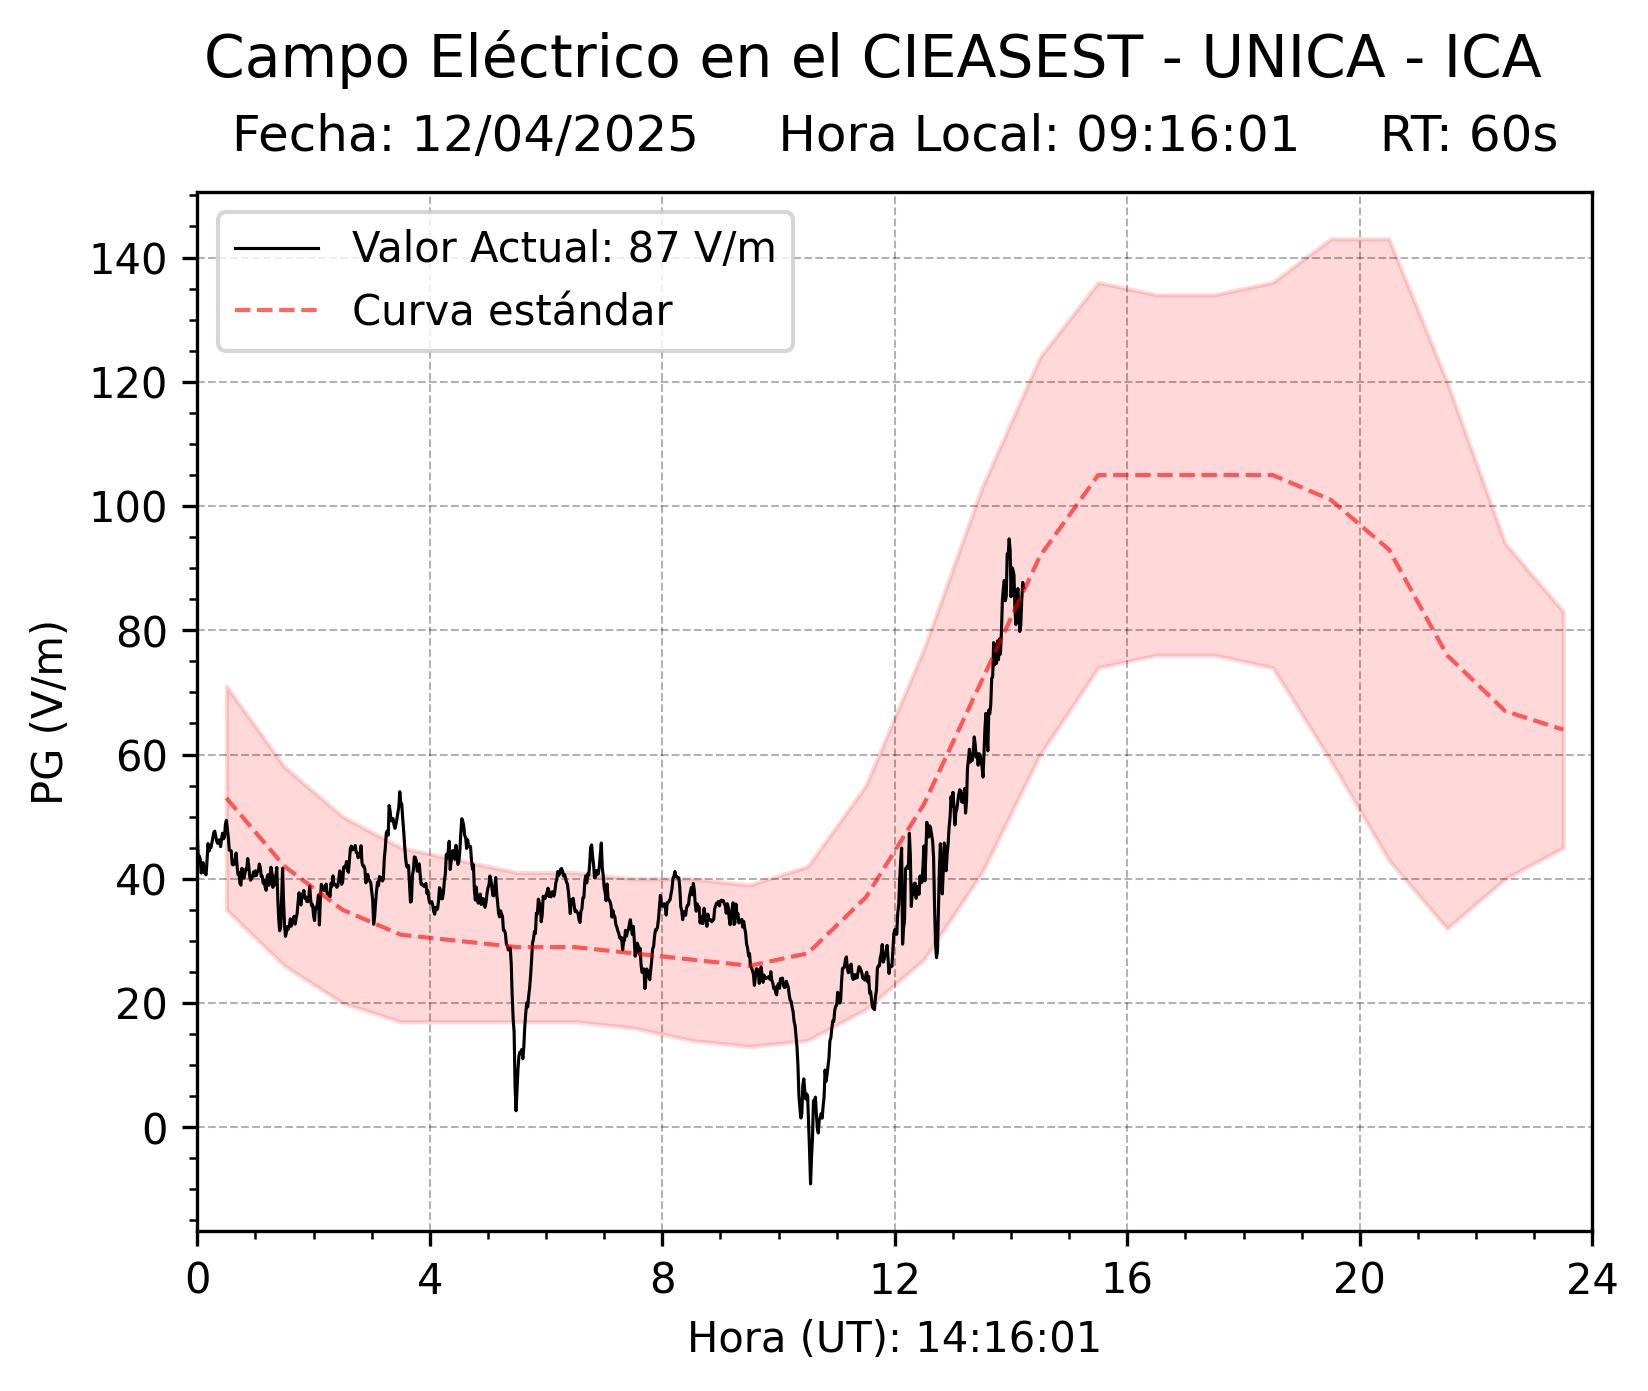 Campo Eléctrico en el CIEASEST - UNICA - ICA
Fecha: 12/04/2025 Hora Local: 09:16:01 RT: 60s
Valor Actual: 87 V/m
Curva estándar
PG (V/m)
140
120
100
80
60
40
20
0
0 4 8 12 16 20 24
Hora (UT): 14:16:01